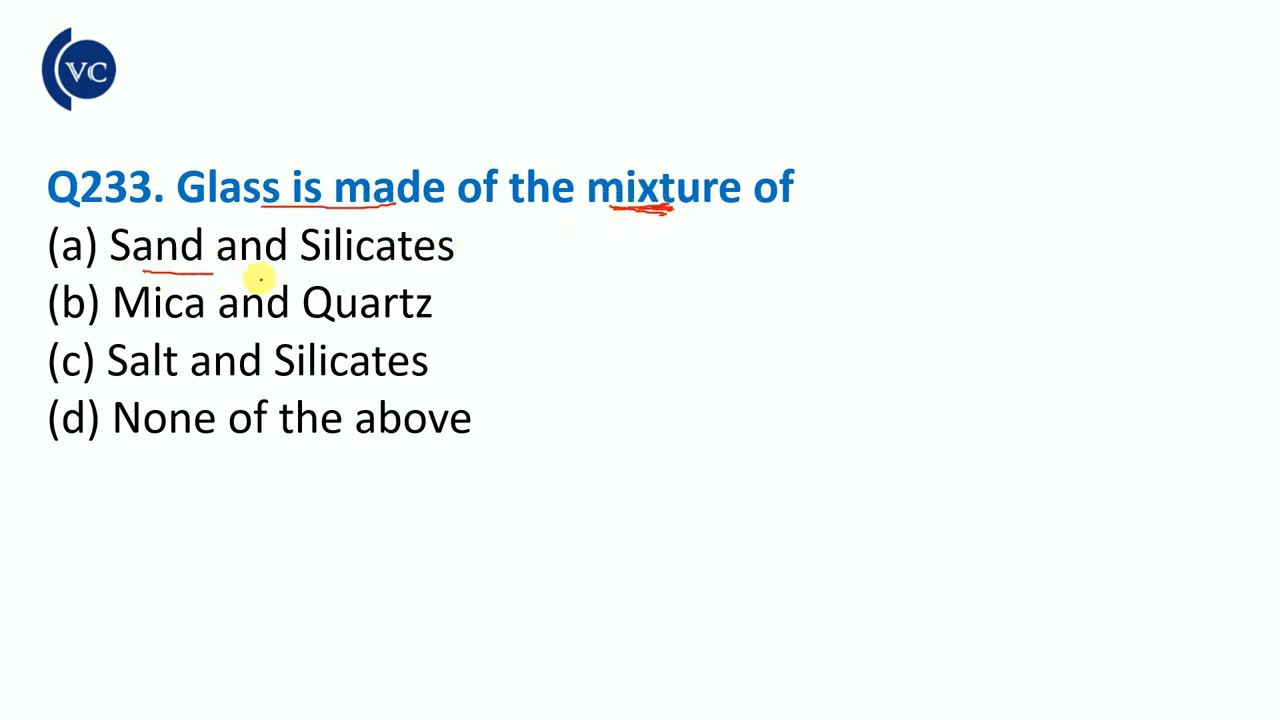 VC
Q233. Glass is made of the mixture of
(a) Sand and Silicates
(b) Mica and Quartz
(c) Salt and Silicates
(d) None of the above